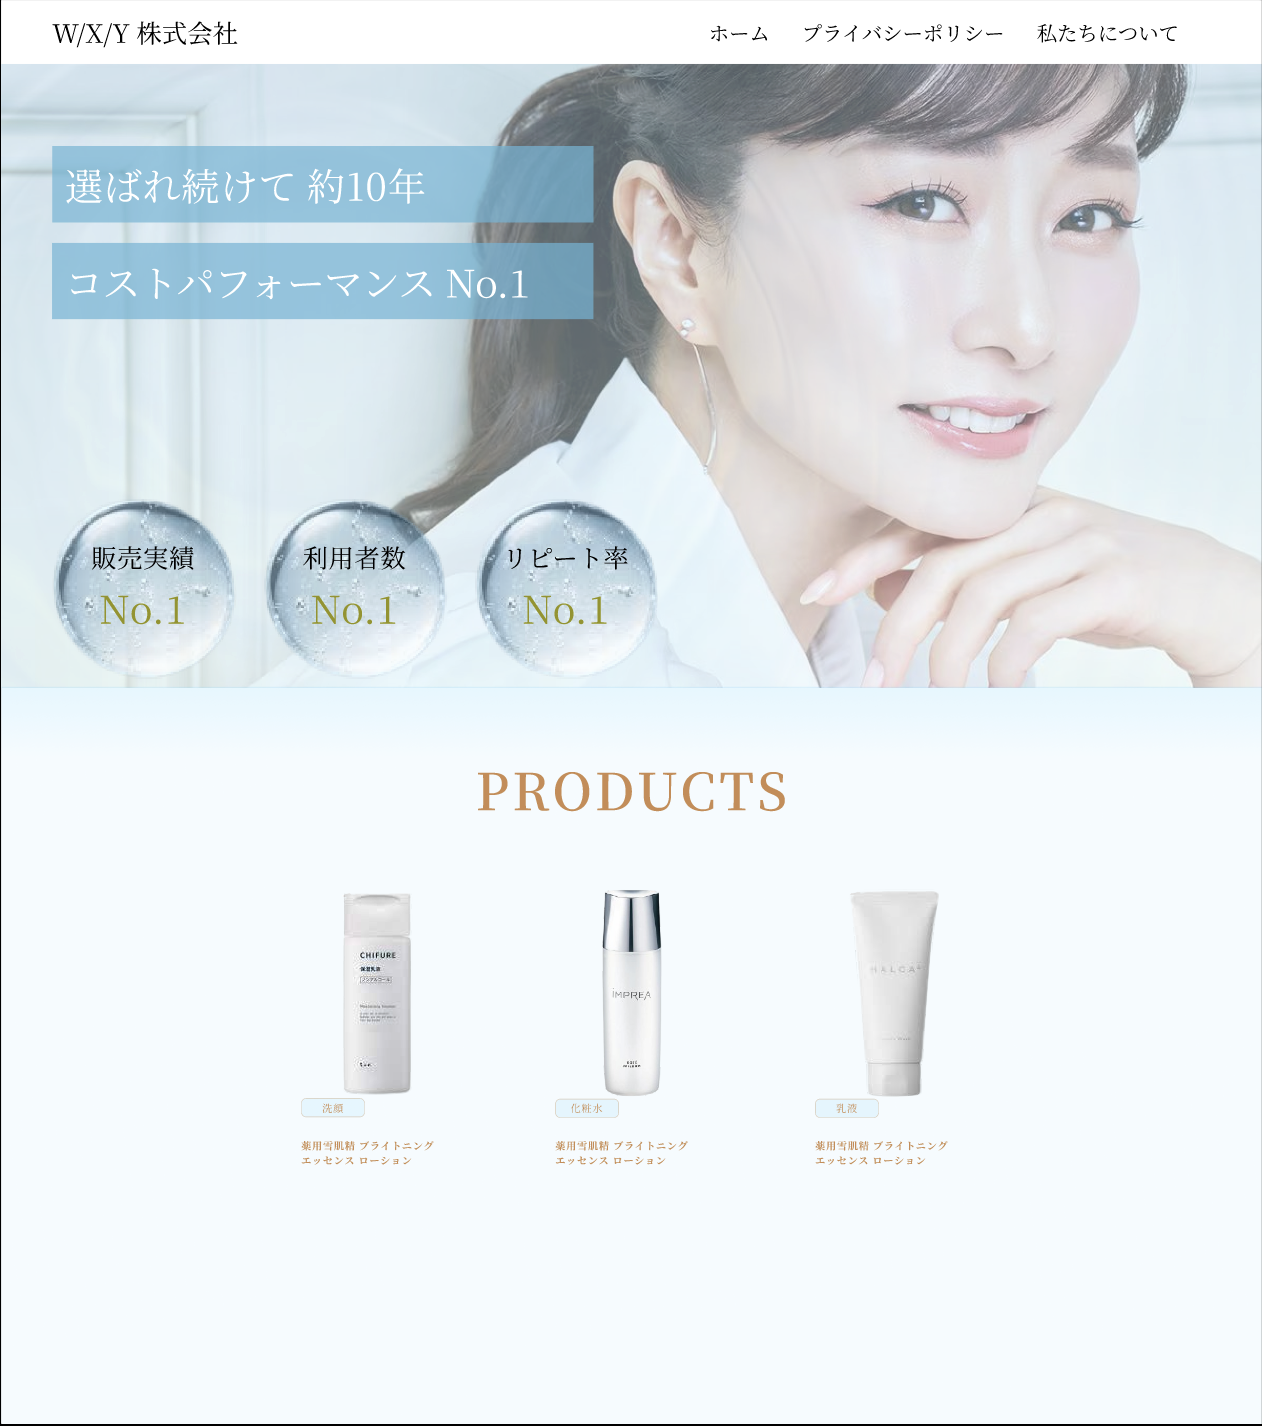 W/X/Y 株式会社
ホーム
プライバシーポリシー
私たちについて
選ばれ続けて 約10年
コストパフォーマンス No.1
販売実績
No.1
利用者数
No.1
リピート率
No.1
PRODUCTS
CHIFURE
保湿乳液
ノンアルコール
IMPREA
HALCA
洗顔
化粧水
乳液
薬用雪肌精 ブライトニング
エッセンス ローション
薬用雪肌精 ブライトニング
エッセンス ローション
薬用雪肌精 ブライトニング
エッセンス ローション